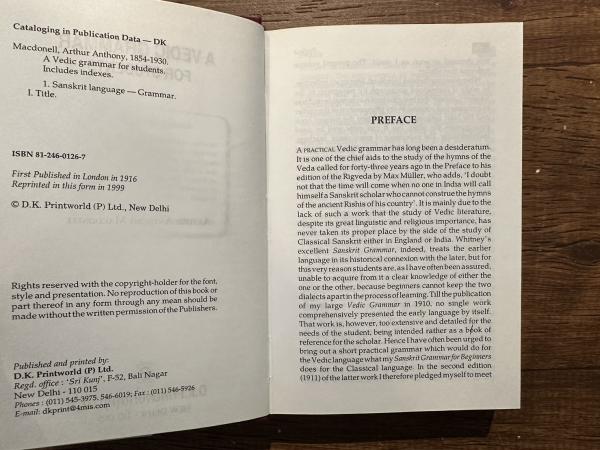 Cataloging in Publication Data — DK
Macdonell, Arthur Anthony, 1854-1930.
A Vedic grammar for students.
Includes indexes.
1. Sanskrit language — Grammar.
I. Title.
ISBN 81-246-0126-7
First Published in London in 1916
Reprinted in this form in 1999
© D.K. Printworld (P) Ltd., New Delhi
Rights reserved with the copyright-holder for the font,
style and presentation. No reproduction of this book or
part thereof in any form through any mean should be
made without the written permission of the Publishers.
Published and printed by:
D.K. Printworld (P) Ltd.
Regd. office : 'Sri Kunj', F-52, Bali Nagar
New Delhi - 110 015
Phones : (011) 545-3975, 546-6019; Fax : (011) 546-5926
E-mail: dkprint@4mis.com
PREFACE
A PRACTICAL Vedic grammar has long been a desideratum.
It is one of the chief aids to the study of the hymns of the
Veda called for forty-three years ago in the Preface to his
edition of the Rigveda by Max Müller, who adds, 'I doubt
not that the time will come when no one in India will call
himself a Sanskrit scholar who cannot construe the hymns
of the ancient Rishis of his country'. It is mainly due to the
lack of such a work that the study of Vedic literature,
despite its great linguistic and religious importance, has
never taken its proper place by the side of the study of
Classical Sanskrit either in England or India. Whitney's
excellent Sanskrit Grammar, indeed, treats the earlier
language in its historical connexion with the later, but for
this very reason students are, as I have often been assured,
unable to acquire from it a clear knowledge of either the
one or the other, because beginners cannot keep the two
dialects apart in the process of learning. Till the publication
of my large Vedic Grammar in 1910, no single work
comprehensively presented the early language by itself.
That work is, however, too extensive and detailed for the
needs of the student, being intended rather as a book of
reference for the scholar. Hence I have often been urged to
bring out a short practical grammar which would do for
the Vedic language what my Sanskrit Grammar for Beginners
does for the Classical language. In the second edition
(1911) of the latter work I therefore pledged myself to meet